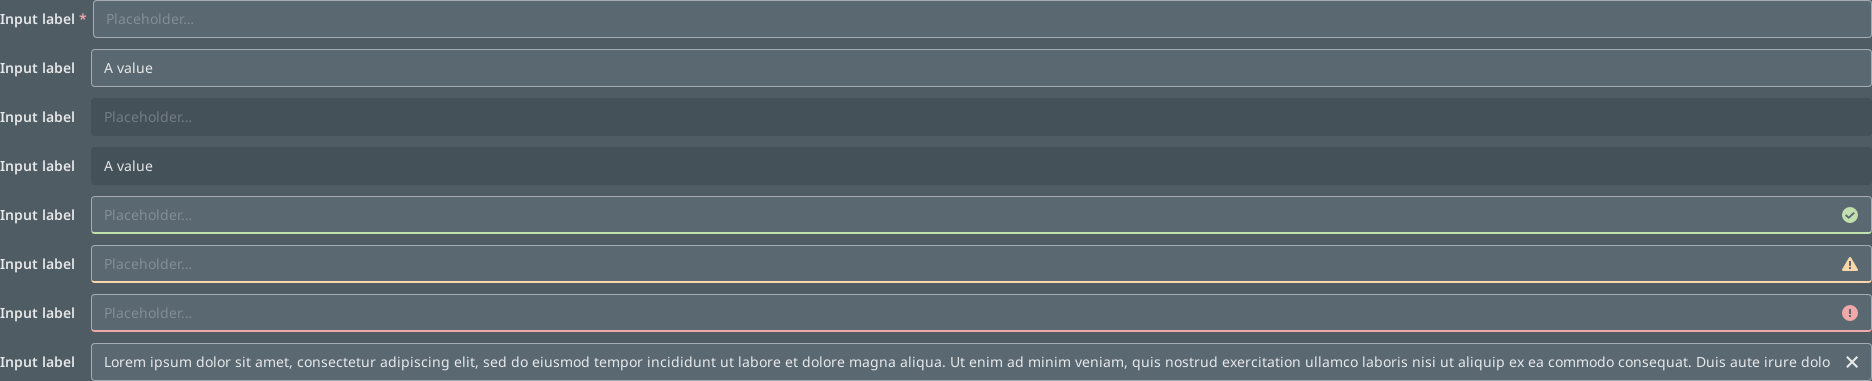 Input label * Placeholder...
Input label A value
Input label Placeholder...
Input label A value
Input label Placeholder...
Input label Placeholder...
Input label Placeholder...
Input label Lorem ipsum dolor sit amet, consectetur adipiscing elit, sed do eiusmod tempor incididunt ut labore et dolore magna aliqua. Ut enim ad minim veniam, quis nostrud exercitation ullamco laboris nisi ut aliquip ex ea commodo consequat. Duis aute irure dolo